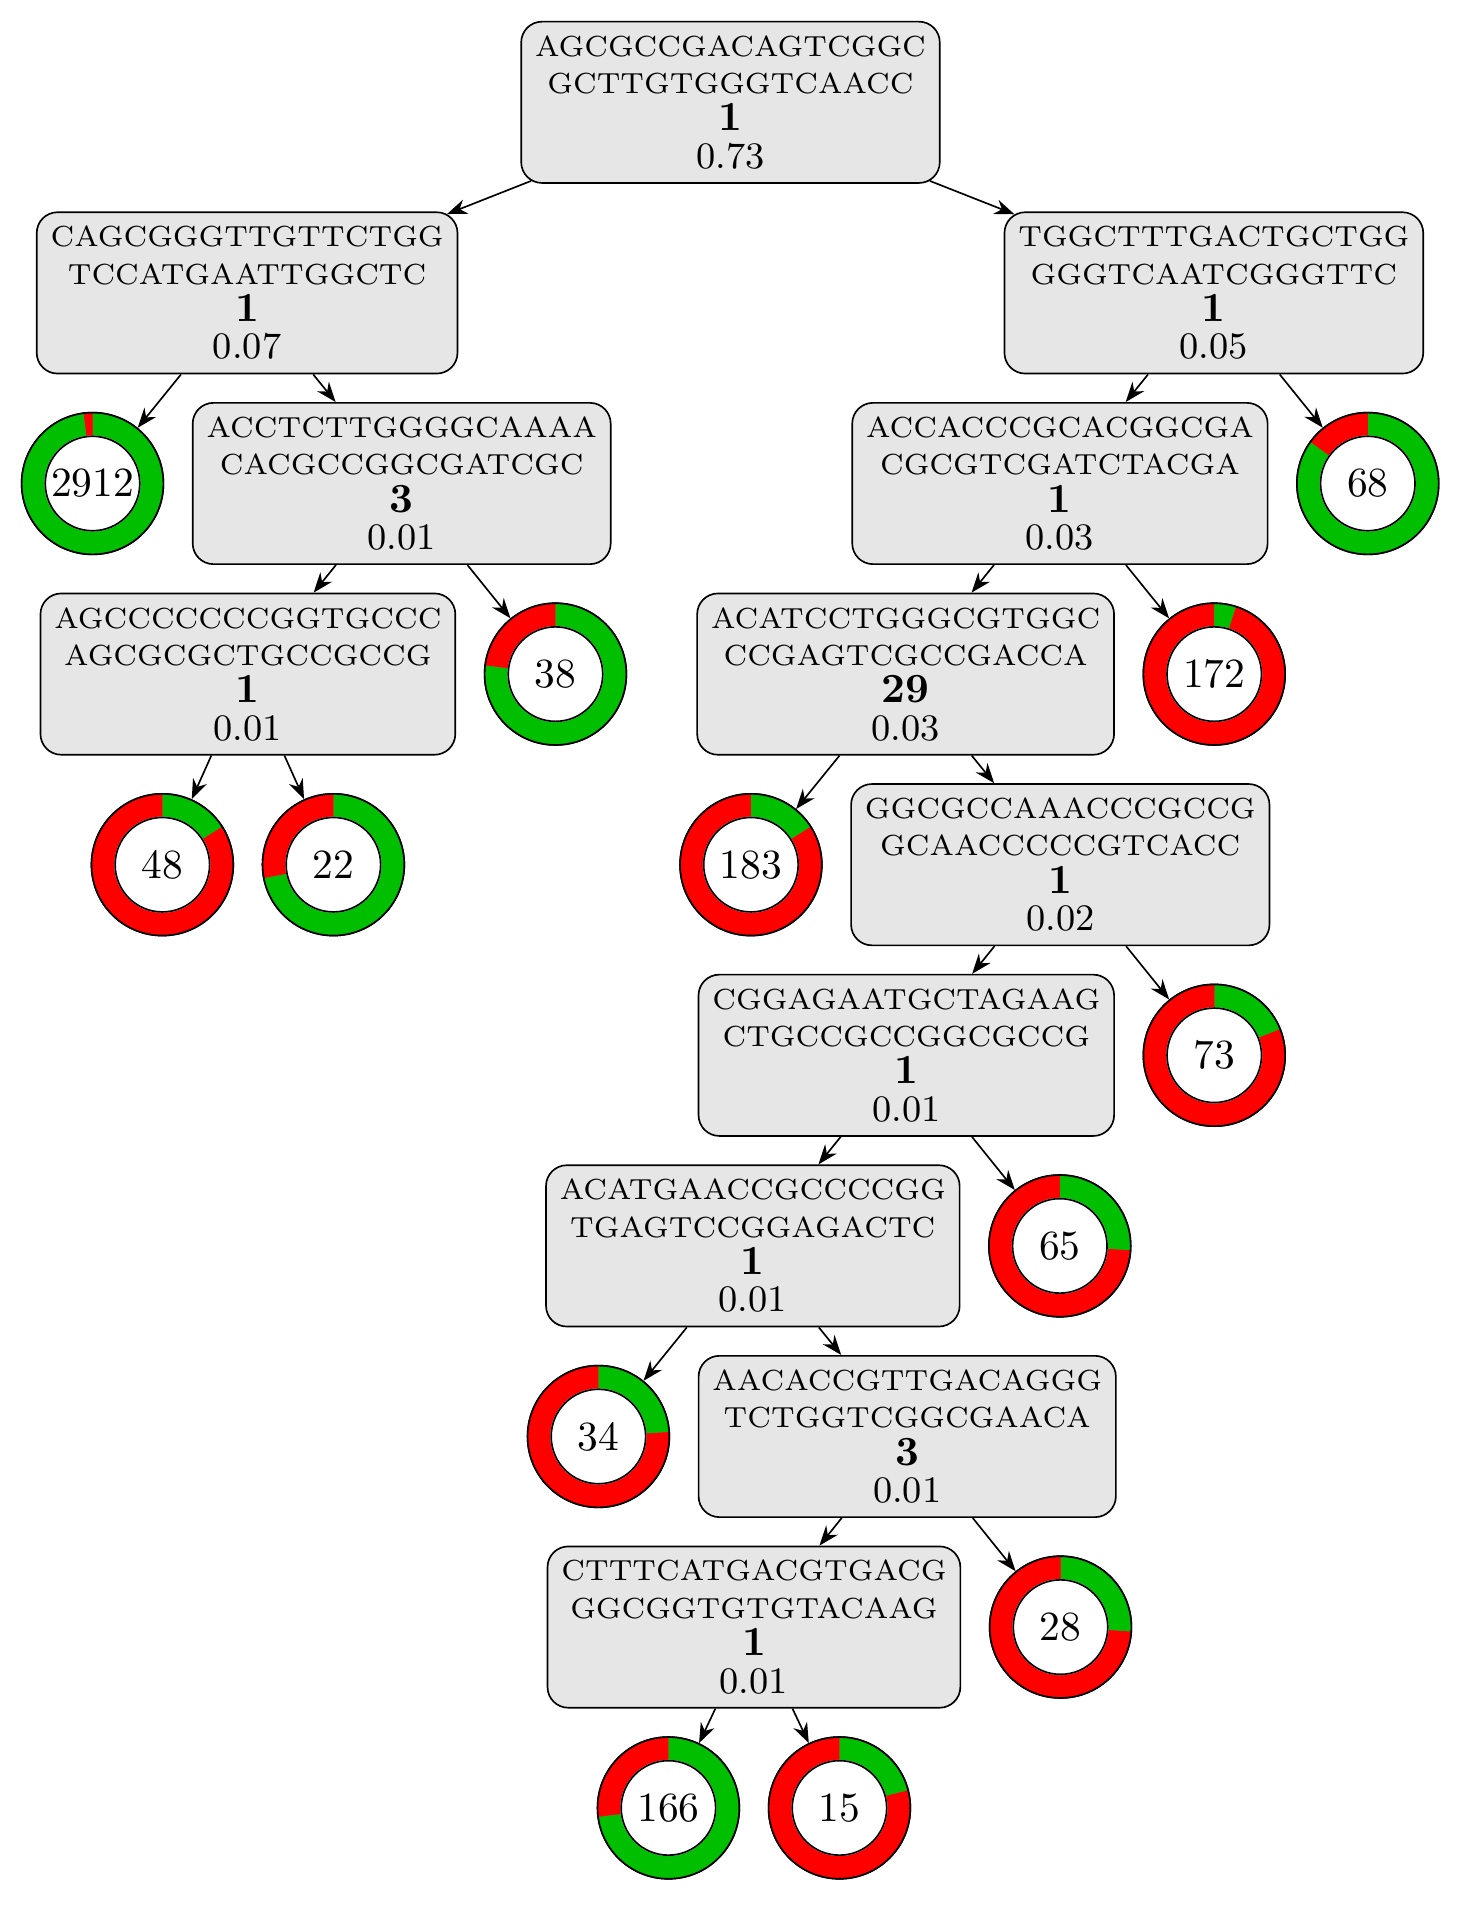 AGCGCCGACAGTCGGC
GCTTGTGGGTCAACC
1
0.73
CAGCGGGTTGTTCTGG
TCCATGAATTGGCTC
1
0.07
TGGCTTTGACTGCTGG
GGGTCAATCGGGTTC
1
0.05
2912
ACCTCTTGGGGCAAAA
CACGCCGGCGATCGC
3
0.01
ACCACCCGCACGGCGA
CGCGTCGATCTACGA
1
0.03
68
AGCCCCCCCGGTGCCC
AGCGCGCTGCCGCCG
1
0.01
38
ACATCCTGGGCGTGGC
CCGAGTCGCCGACCA
29
0.03
172
48
22
183
GGCGCCAAACCCGCCG
GCAACCCCCGTCACC
1
0.02
CGGAGAATGCTAGAAG
CTGCCGCCGGCGCCG
1
0.01
73
ACATGAACCGCCCCGG
TGAGTCCGGAGACTC
1
0.01
65
34
AACACCGTTGACAGGG
TCTGGTCGGCGAACA
3
0.01
CTTTCATGACGTGACG
GGCGGTGTGTACAAG
1
0.01
28
166
15